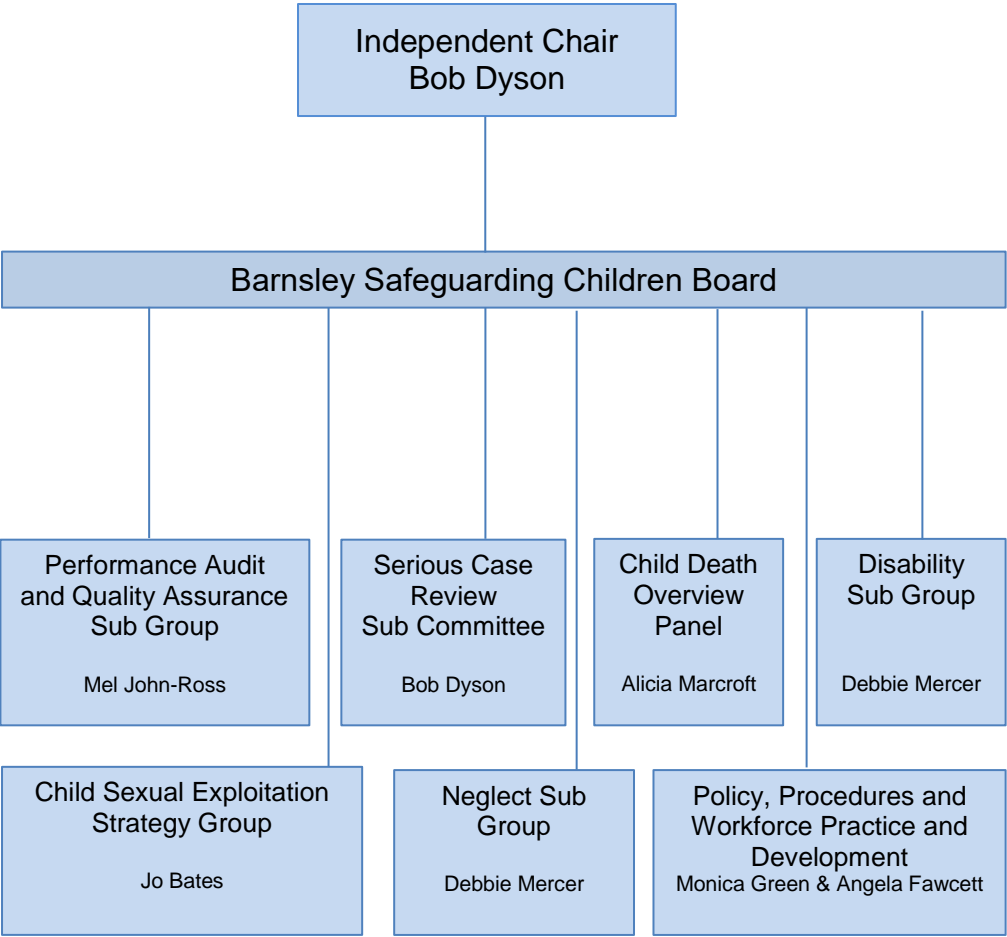 Independent Chair
Bob Dyson
Barnsley Safeguarding Children Board
Performance Audit
and Quality Assurance
Sub Group
Mel John-Ross
Serious Case
Review
Sub Committee
Bob Dyson
Child Death
Overview
Panel
Alicia Marcroft
Disability
Sub Group
Debbie Mercer
Child Sexual Exploitation
Strategy Group
Jo Bates
Neglect Sub
Group
Debbie Mercer
Policy, Procedures and
Workforce Practice and
Development
Monica Green & Angela Fawcett